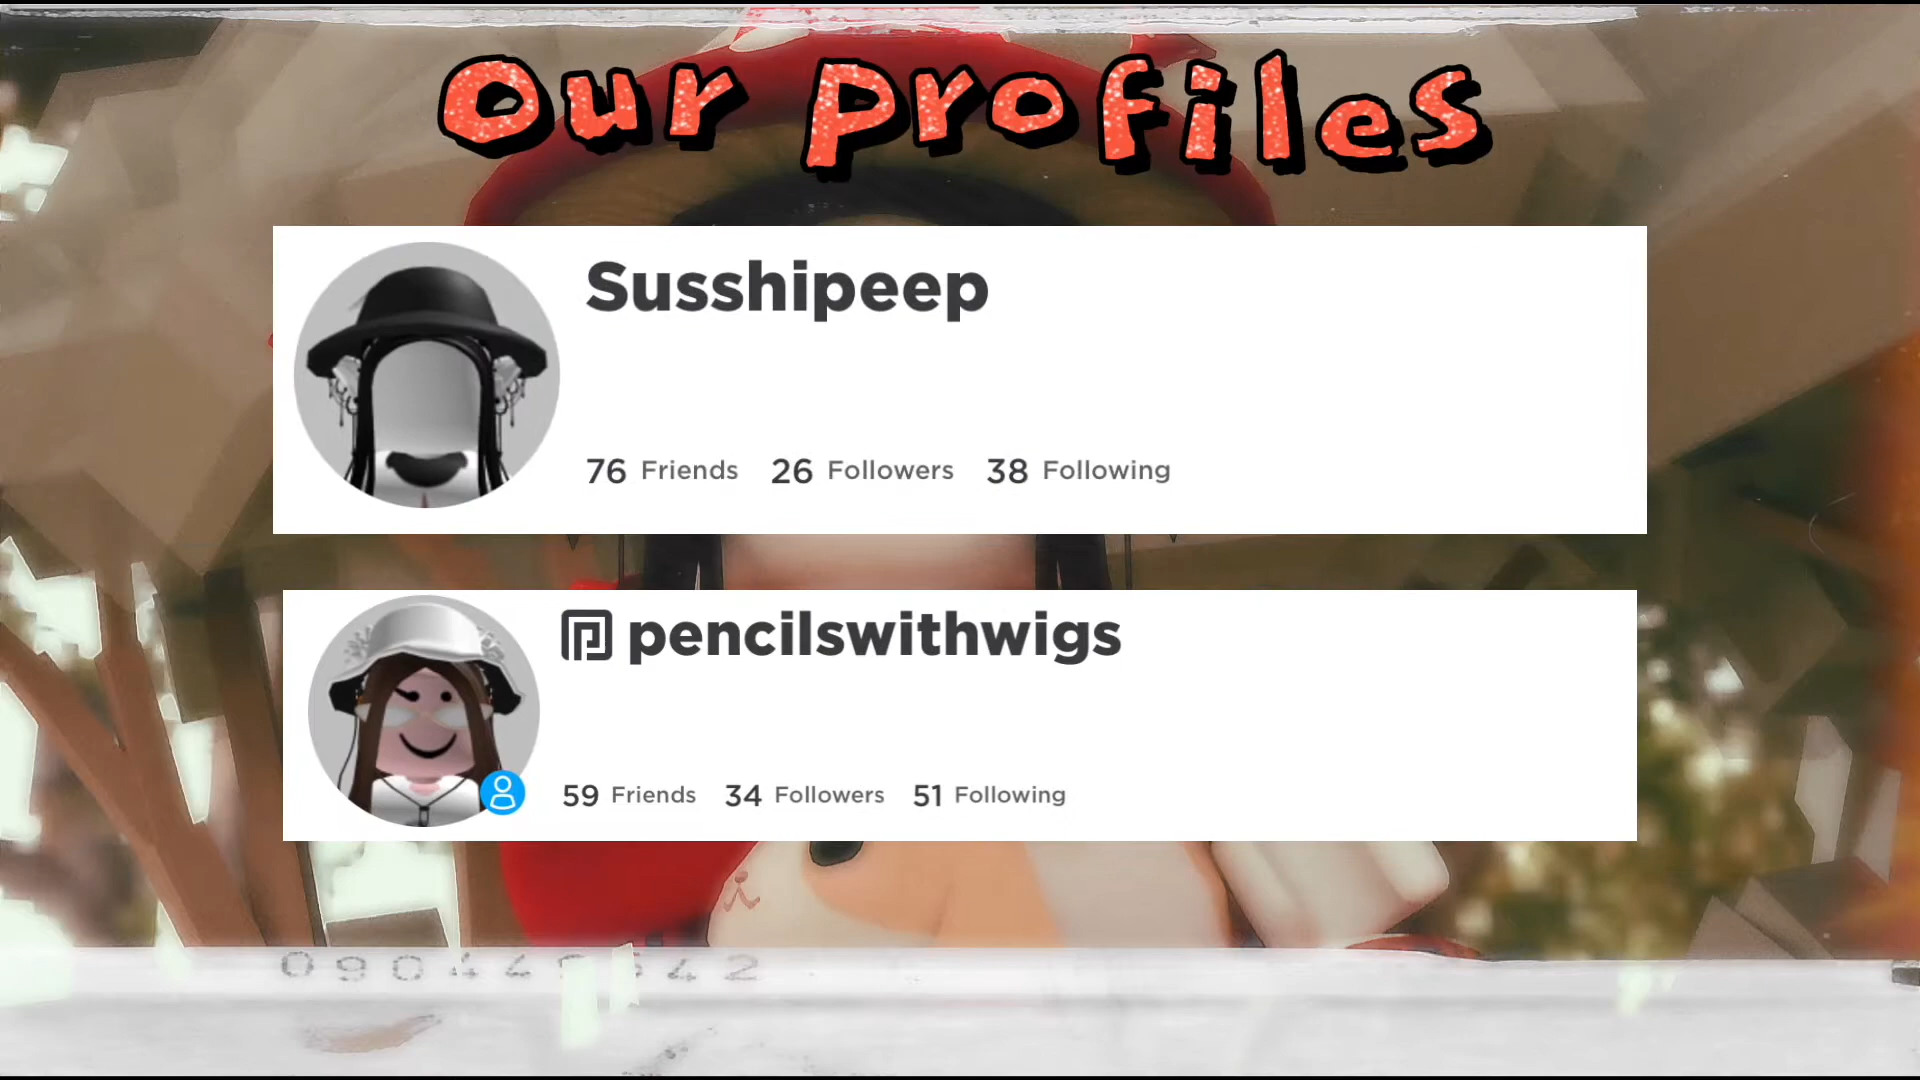 Our profiles
Susshipeep
76 Friends 26 Followers 38 Following
pencilswithwigs
59 Friends 34 Followers 51 Following